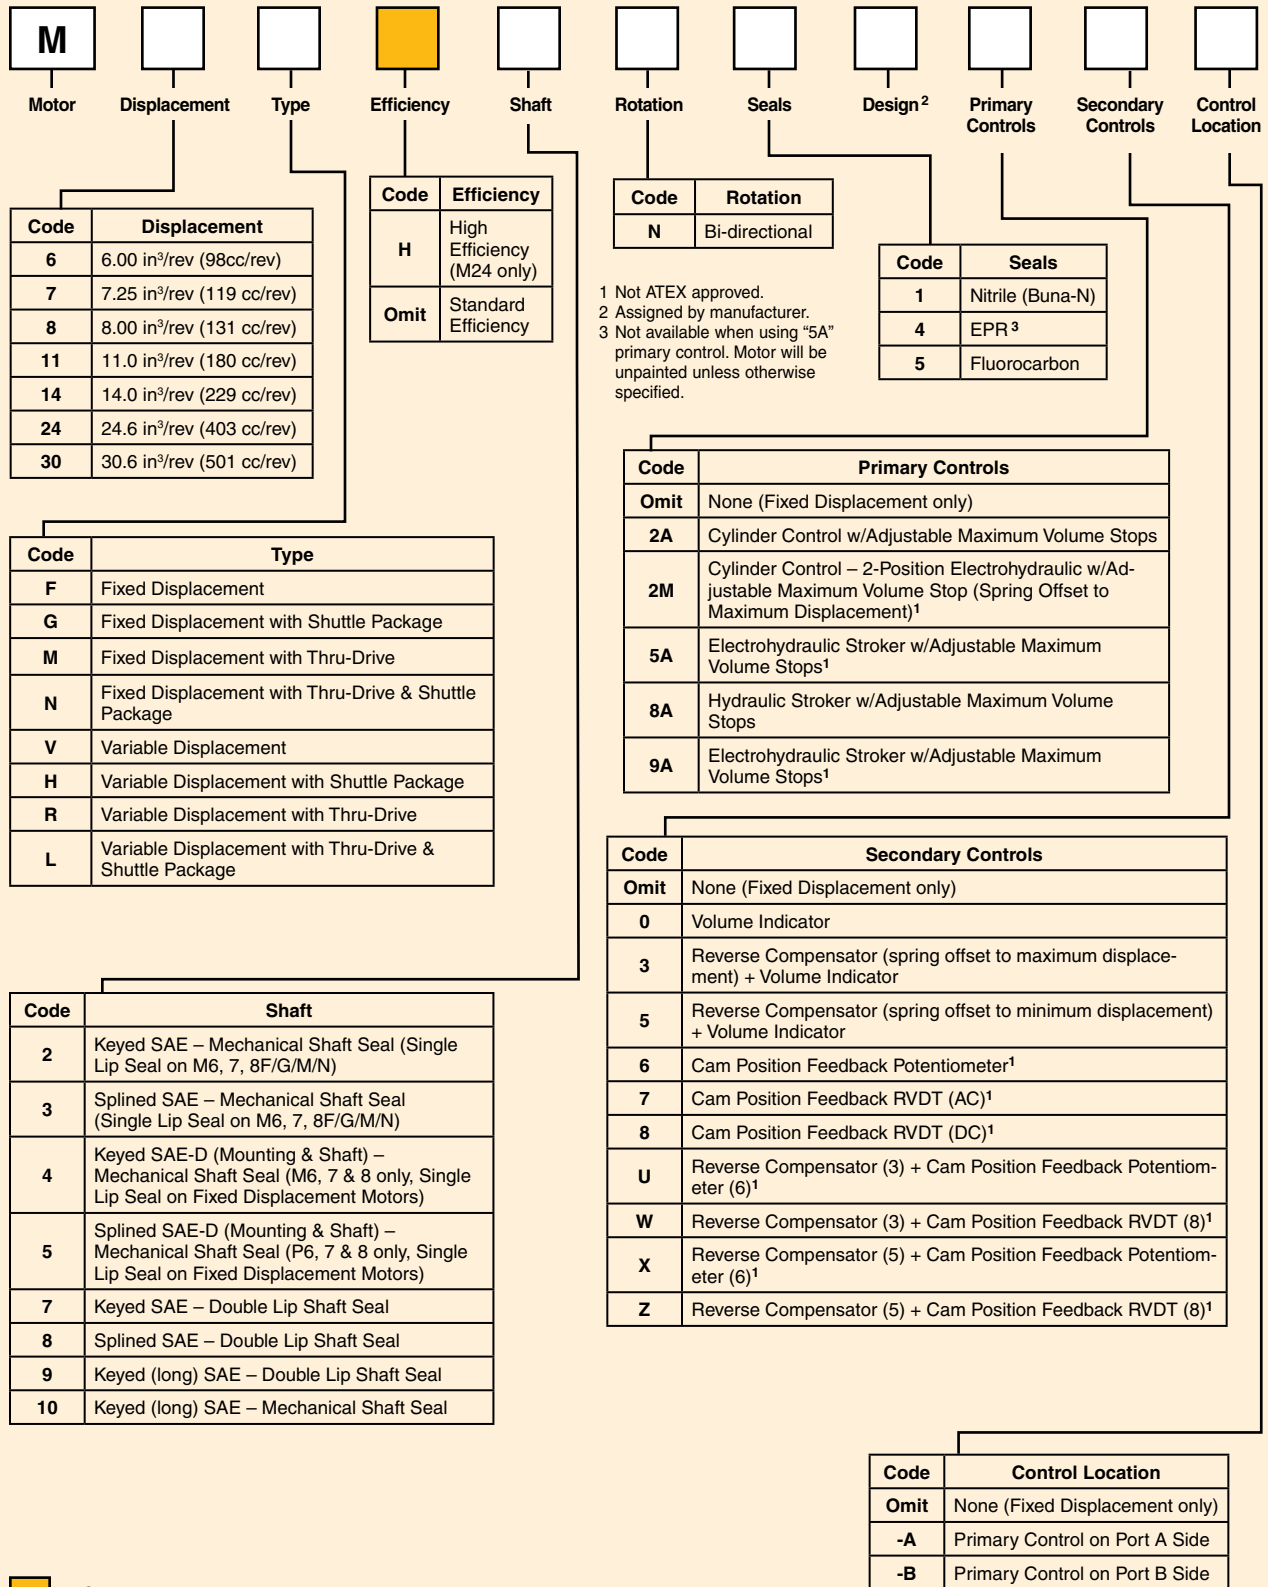 M
Motor
Displacement
Type
Efficiency
Shaft
Rotation
Seals
Design 2
Primary
Controls
Secondary
Controls
Control
Location
Code Displacement
6 6.00 in³/rev (98cc/rev)
7 7.25 in³/rev (119 cc/rev)
8 8.00 in³/rev (131 cc/rev)
11 11.0 in³/rev (180 cc/rev)
14 14.0 in³/rev (229 cc/rev)
24 24.6 in³/rev (403 cc/rev)
30 30.6 in³/rev (501 cc/rev)
Code Efficiency
H High
Efficiency
(M24 only)
Omit Standard
Efficiency
Code Rotation
N Bi-directional
1 Not ATEX approved.
2 Assigned by manufacturer.
3 Not available when using “5A”
primary control. Motor will be
unpainted unless otherwise
specified.
Code Seals
1 Nitrile (Buna-N)
4 EPR 3
5 Fluorocarbon
Code Type
F Fixed Displacement
G Fixed Displacement with Shuttle Package
M Fixed Displacement with Thru-Drive
N Fixed Displacement with Thru-Drive & Shuttle
Package
V Variable Displacement
H Variable Displacement with Shuttle Package
R Variable Displacement with Thru-Drive
L Variable Displacement with Thru-Drive &
Shuttle Package
Code Primary Controls
Omit None (Fixed Displacement only)
2A Cylinder Control w/Adjustable Maximum Volume Stops
2M Cylinder Control – 2-Position Electrohydraulic w/Ad-
justable Maximum Volume Stop (Spring Offset to
Maximum Displacement)1
5A Electrohydraulic Stroker w/Adjustable Maximum
Volume Stops1
8A Hydraulic Stroker w/Adjustable Maximum Volume
Stops
9A Electrohydraulic Stroker w/Adjustable Maximum
Volume Stops1
Code Secondary Controls
Omit None (Fixed Displacement only)
0 Volume Indicator
3 Reverse Compensator (spring offset to maximum displace-
ment) + Volume Indicator
5 Reverse Compensator (spring offset to minimum displacement)
+ Volume Indicator
6 Cam Position Feedback Potentiometer1
7 Cam Position Feedback RVDT (AC)1
8 Cam Position Feedback RVDT (DC)1
U Reverse Compensator (3) + Cam Position Feedback Potentiom-
eter (6)1
W Reverse Compensator (3) + Cam Position Feedback RVDT (8)1
X Reverse Compensator (5) + Cam Position Feedback Potentiom-
eter (6)1
Z Reverse Compensator (5) + Cam Position Feedback RVDT (8)1
Code Shaft
2 Keyed SAE – Mechanical Shaft Seal (Single
Lip Seal on M6, 7, 8F/G/M/N)
3 Splined SAE – Mechanical Shaft Seal
(Single Lip Seal on M6, 7, 8F/G/M/N)
4 Keyed SAE-D (Mounting & Shaft) –
Mechanical Shaft Seal (M6, 7 & 8 only, Single
Lip Seal on Fixed Displacement Motors)
5 Splined SAE-D (Mounting & Shaft) –
Mechanical Shaft Seal (P6, 7 & 8 only, Single
Lip Seal on Fixed Displacement Motors)
7 Keyed SAE – Double Lip Shaft Seal
8 Splined SAE – Double Lip Shaft Seal
9 Keyed (long) SAE – Double Lip Shaft Seal
10 Keyed (long) SAE – Mechanical Shaft Seal
Code Control Location
Omit None (Fixed Displacement only)
-A Primary Control on Port A Side
-B Primary Control on Port B Side